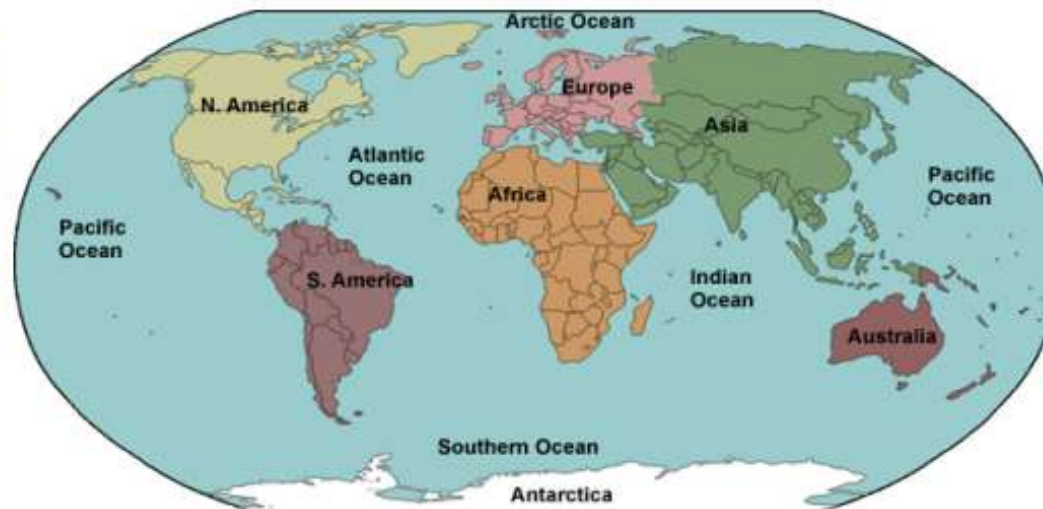 Arctic Ocean
N. America
Europe
Asia
Atlantic
Ocean
Pacific
Ocean
Africa
Pacific
Ocean
S. America
Indian
Ocean
Australia
Southern Ocean
Antarctica